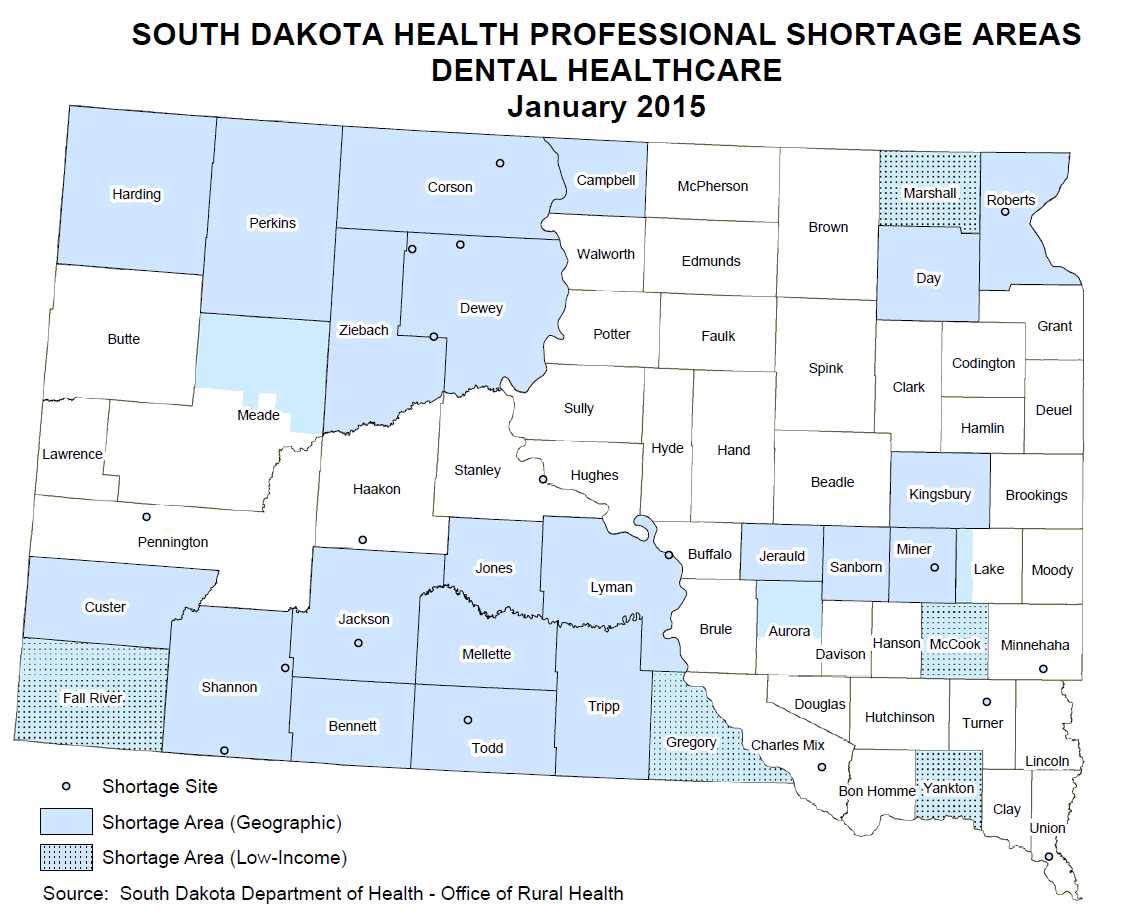 SOUTH DAKOTA HEALTH PROFESSIONAL SHORTAGE AREAS
DENTAL HEALTHCARE
January 2015
Harding
Perkins
Corson
Campbell
McPherson
Brown
Marshall
Roberts
Walworth
Edmunds
Day
Butte
Ziebach
Dewey
Potter
Faulk
Spink
Grant
Codington
Clark
Deuel
Hamlin
Meade
Sully
Lawrence
Haakon
Stanley
Hughes
Hyde
Hand
Beadle
Kingsbury
Brookings
Pennington
Jones
Lyman
Buffalo
Jerauld
Sanborn
Miner
Lake
Moody
Custer
Jackson
Mellette
Brule
Aurora
Davison
Hanson
McCook
Minnehaha
Fall River
Shannon
Bennett
Todd
Tripp
Gregory
Charles Mix
Douglas
Hutchinson
Turner
Lincoln
Bon Homme
Yankton
Clay
Union
Shortage Site
Shortage Area (Geographic)
Shortage Area (Low-Income)
Source: South Dakota Department of Health - Office of Rural Health